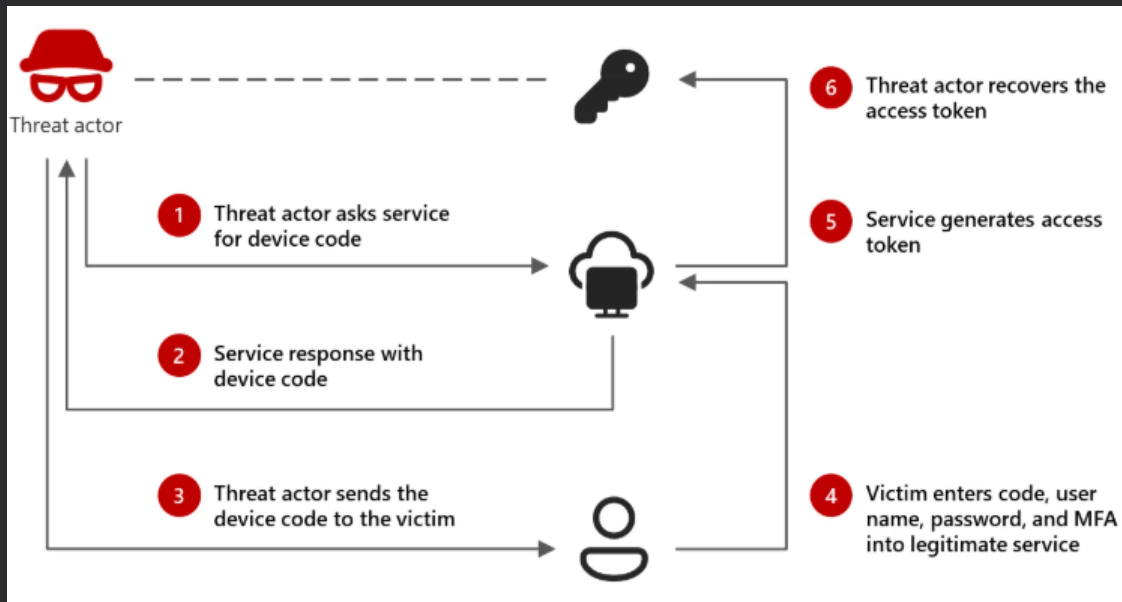 Threat actor
1
Threat actor asks service
for device code
2
Service response with
device code
3
Threat actor sends the
device code to the victim
4
Victim enters code, user
name, password, and MFA
into legitimate service
5
Service generates access
token
6
Threat actor recovers the
access token